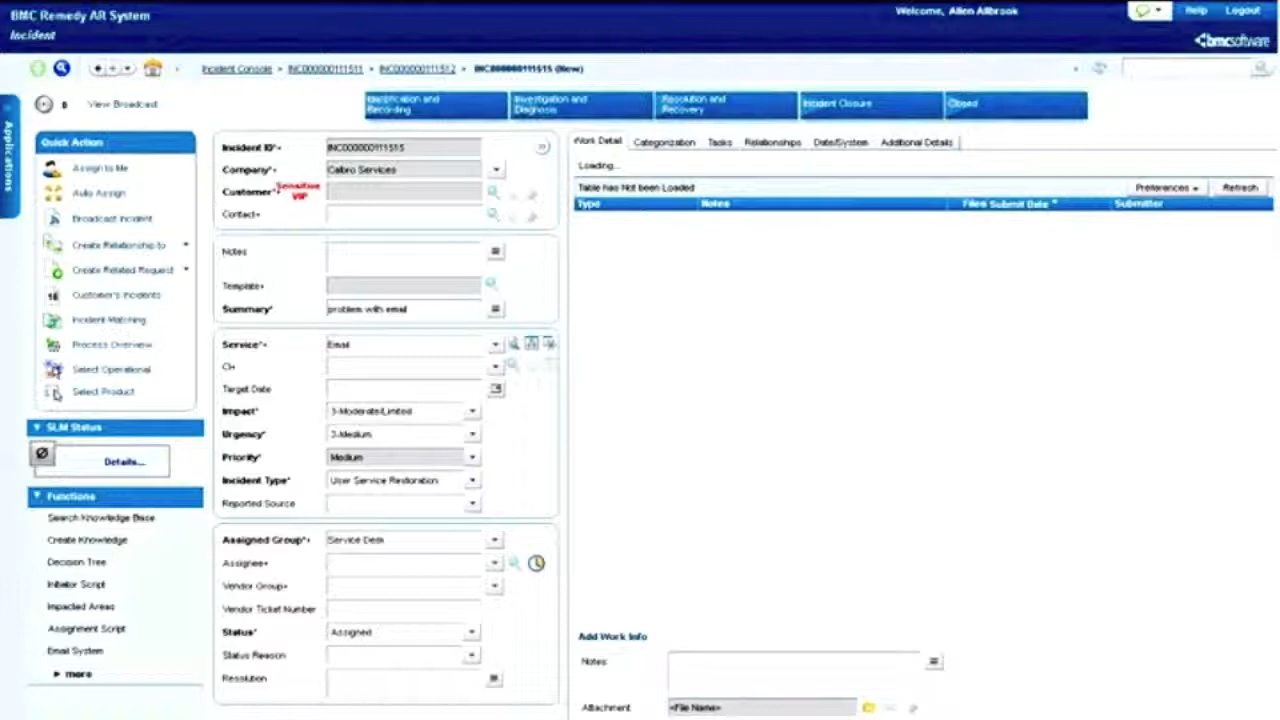 BMC Remedy AR System
Welcome, Allen Allbrook
Help
Logout
Incident
bmcsoftware
Incident Console > INC000000111511 > INC000000111512 > INC000000111515 (New)
Applications
View Broadcast
Identification and Recording
Investigation and Diagnosis
Resolution and Recovery
Incident Closure
Closed
Quick Action
Assign to Me
Auto Assign
Broadcast Incident
Create Relationship to
Create Related Request
Customer's Incidents
Incident Matching
Process Overview
Select Operational
Select Product
SLM Status
Details...
Functions
Search Knowledge Base
Create Knowledge
Decision Tree
Initiator Script
Impacted Areas
Assignment Script
Email System
more
Incident ID*+ INC000000111515
Company*+ Calbro Services
Customer*+ Sensitive VIP
Contact+
Notes
Template+
Summary* problem with email
Service*+ Email
CI+
Target Date
Impact* 3-Moderate/Limited
Urgency* 3-Medium
Priority* Medium
Incident Type* User Service Restoration
Reported Source
Assigned Group*+ Service Desk
Assignee+
Vendor Group+
Vendor Ticket Number
Status* Assigned
Status Reason
Resolution
Work Detail
Categorization
Tasks
Relationships
Date/System
Additional Details
Loading...
Table has Not been Loaded
Preferences
Refresh
Type
Notes
Files
Submit Date
Submitter
Add Work Info
Notes
Attachment <File Name>